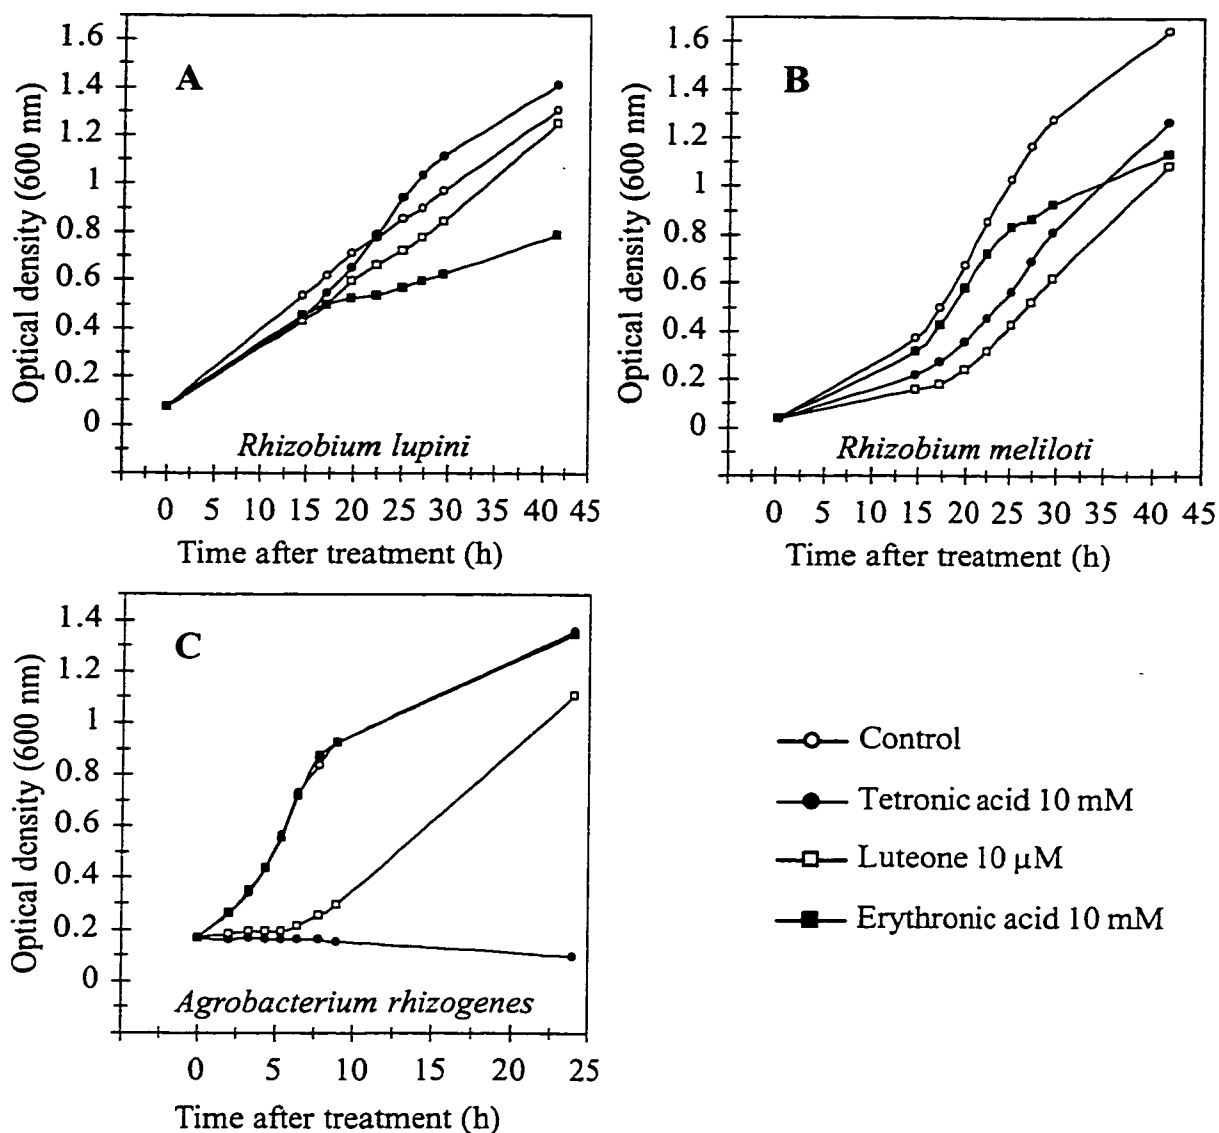 A
Optical density (600 nm)
1.6
1.4
1.2
1
0.8
0.6
0.4
0.2
0
Rhizobium lupini
0 5 10 15 20 25 30 35 40 45
Time after treatment (h)
B
Optical density (600 nm)
1.6
1.4
1.2
1
0.8
0.6
0.4
0.2
0
Rhizobium meliloti
0 5 10 15 20 25 30 35 40 45
Time after treatment (h)
C
Optical density (600 nm)
1.4
1.2
1
0.8
0.6
0.4
0.2
0
Agrobacterium rhizogenes
0 5 10 15 20 25
Time after treatment (h)
Control
Tetronic acid 10 mM
Luteone 10 µM
Erythronic acid 10 mM